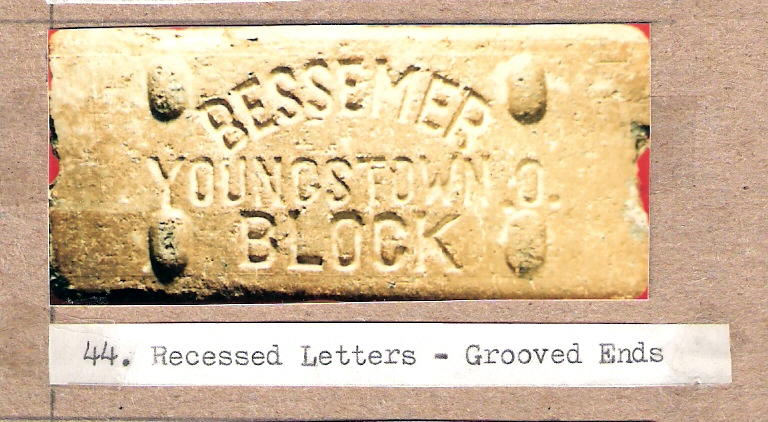 BESSEMER
YOUNGSTOWN, O.
BLOCK
44. Recessed Letters - Grooved Ends